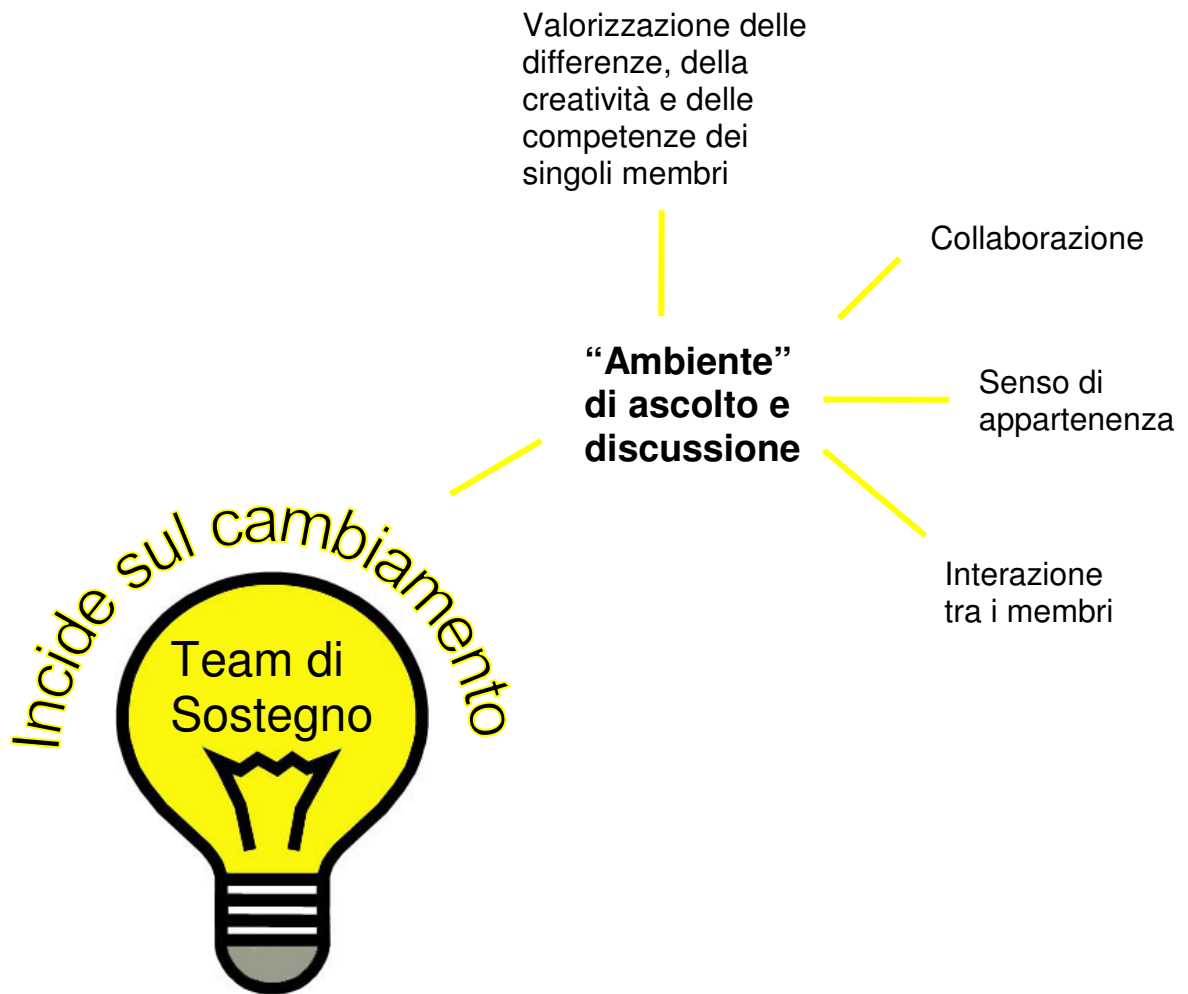 Valorizzazione delle
differenze, della
creatività e delle
competenze dei
singoli membri
Collaborazione
“Ambiente”
di ascolto e
discussione
Senso di
appartenenza
Interazione
tra i membri
Incide sul cambiamento
Team di
Sostegno